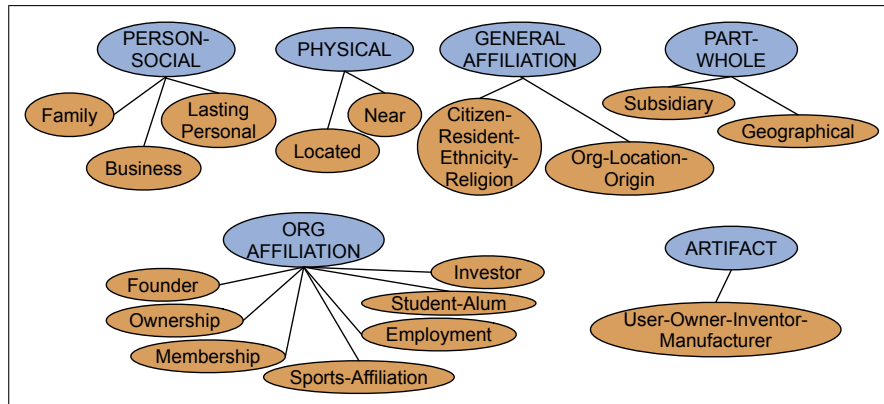 PERSON-
SOCIAL
PHYSICAL
GENERAL
AFFILIATION
PART-
WHOLE
Family
Lasting
Personal
Business
Near
Located
Citizen-
Resident-
Ethnicity-
Religion
Org-Location-
Origin
Subsidiary
Geographical
ORG
AFFILIATION
ARTIFACT
Founder
Ownership
Membership
Sports-Affiliation
Investor
Student-Alum
Employment
User-Owner-Inventor-
Manufacturer